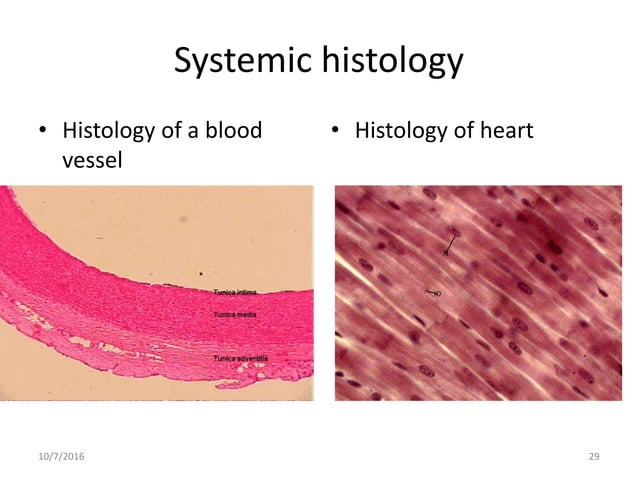 Systemic histology
• Histology of a blood
vessel
• Histology of heart
Tunica intima
Tunica media
Tunica adventitia
N
ID
10/7/2016
29